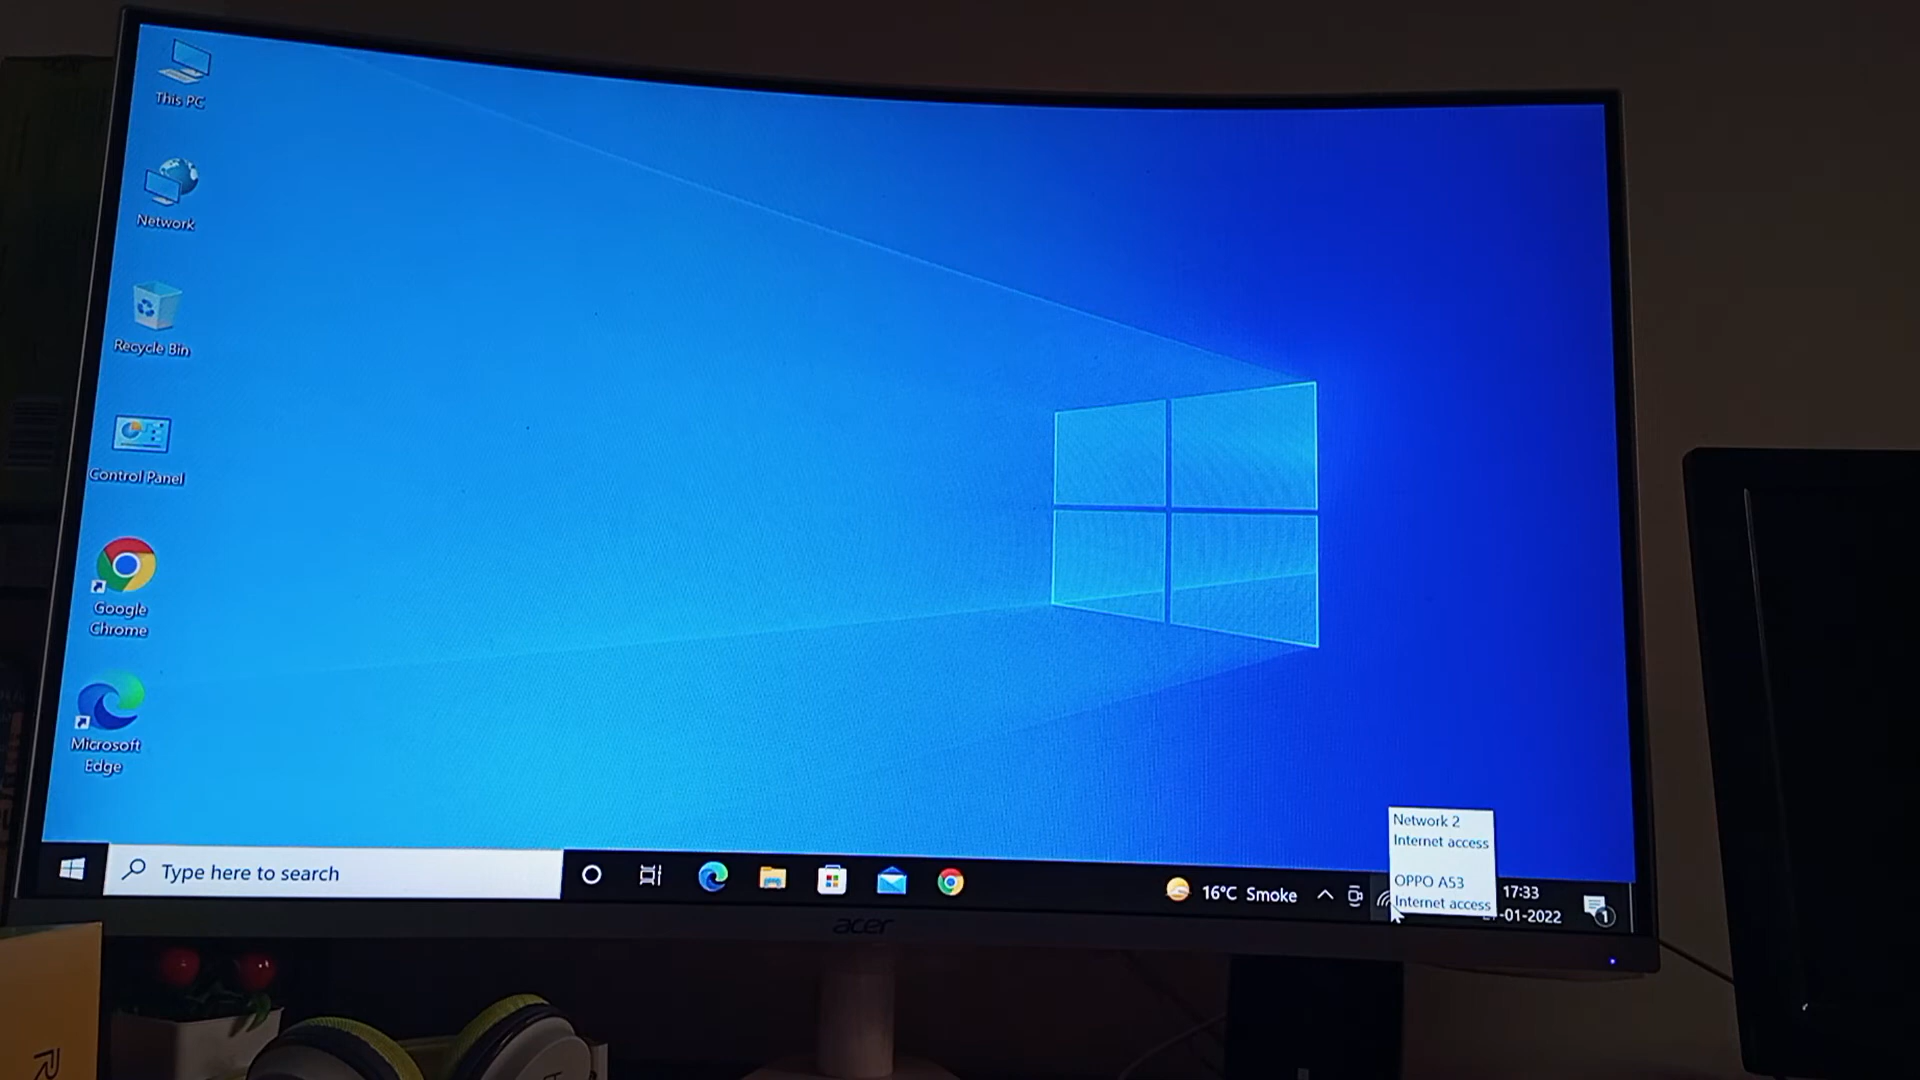 This PC
Network
Recycle Bin
Control Panel
Google
Chrome
Microsoft
Edge
Type here to search
16°C Smoke
Network 2
Internet access
OPPO A53
Internet access
17:33
-01-2022
1
acer
R